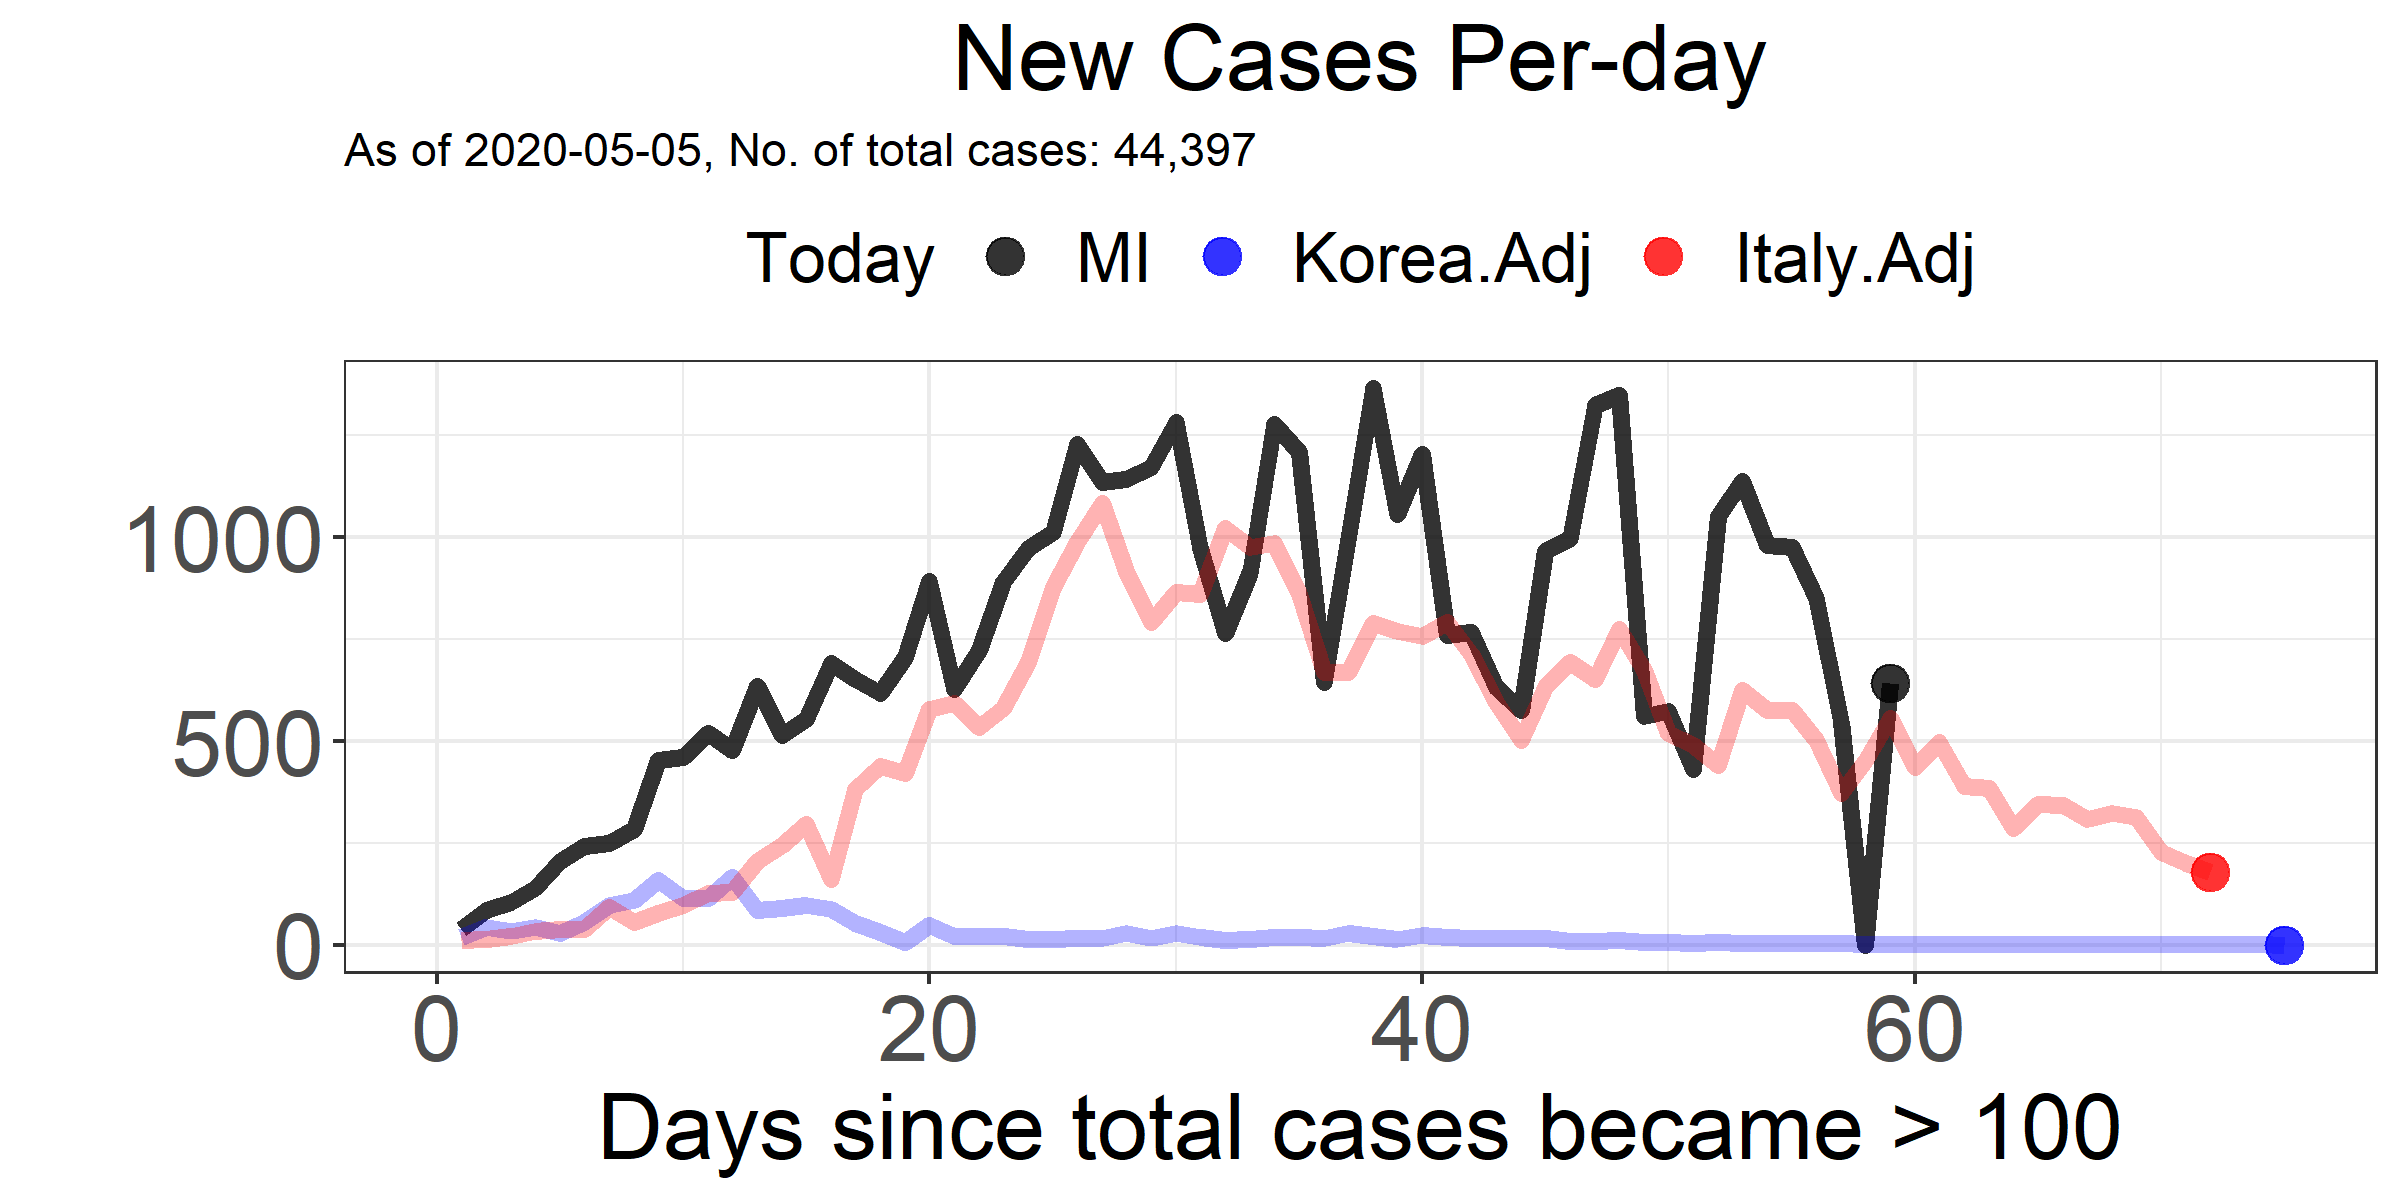 New Cases Per-day
As of 2020-05-05, No. of total cases: 44,397
Today MI Korea.Adj Italy.Adj
1000
500
0
0 20 40 60
Days since total cases became > 100